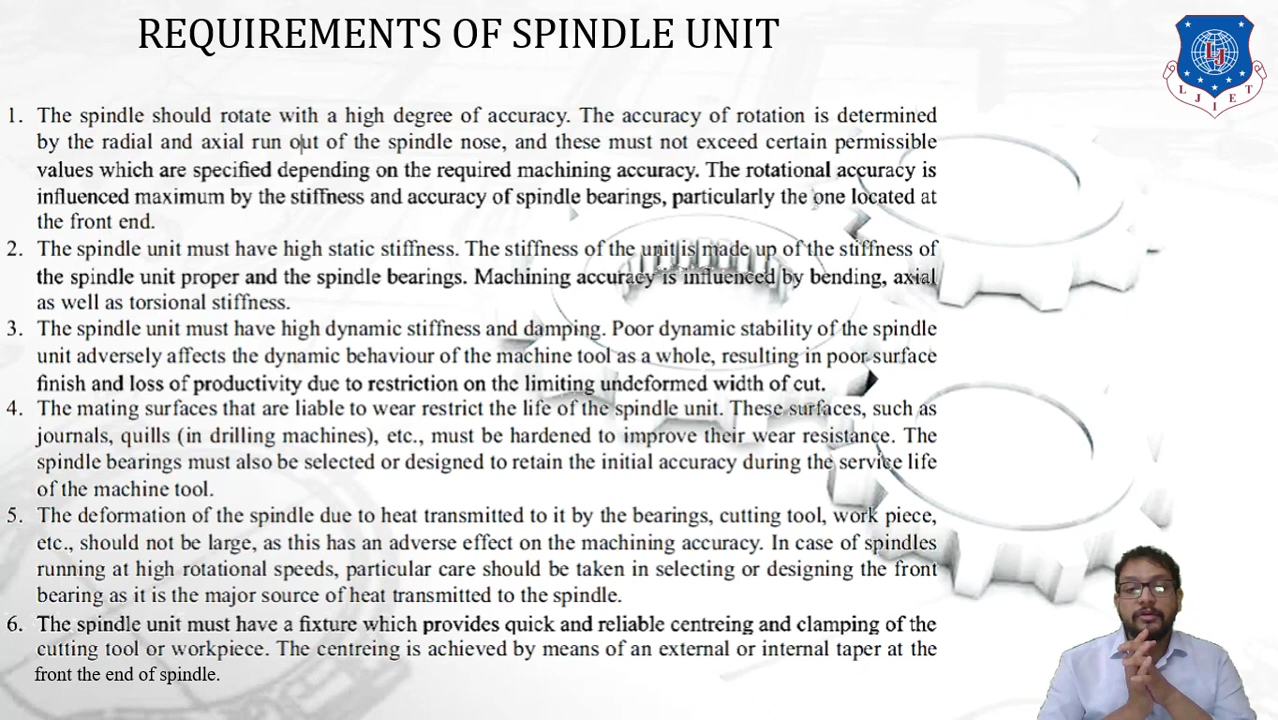 REQUIREMENTS OF SPINDLE UNIT
LJ
L J I E T
1. The spindle should rotate with a high degree of accuracy. The accuracy of rotation is determined
by the radial and axial run out of the spindle nose, and these must not exceed certain permissible
values which are specified depending on the required machining accuracy. The rotational accuracy is
influenced maximum by the stiffness and accuracy of spindle bearings, particularly the one located at
the front end.
2. The spindle unit must have high static stiffness. The stiffness of the unit is made up of the stiffness of
the spindle unit proper and the spindle bearings. Machining accuracy is influenced by bending, axial
as well as torsional stiffness.
3. The spindle unit must have high dynamic stiffness and damping. Poor dynamic stability of the spindle
unit adversely affects the dynamic behaviour of the machine tool as a whole, resulting in poor surface
finish and loss of productivity due to restriction on the limiting undeformed width of cut.
4. The mating surfaces that are liable to wear restrict the life of the spindle unit. These surfaces, such as
journals, quills (in drilling machines), etc., must be hardened to improve their wear resistance. The
spindle bearings must also be selected or designed to retain the initial accuracy during the service life
of the machine tool.
5. The deformation of the spindle due to heat transmitted to it by the bearings, cutting tool, work piece,
etc., should not be large, as this has an adverse effect on the machining accuracy. In case of spindles
running at high rotational speeds, particular care should be taken in selecting or designing the front
bearing as it is the major source of heat transmitted to the spindle.
6. The spindle unit must have a fixture which provides quick and reliable centreing and clamping of the
cutting tool or workpiece. The centreing is achieved by means of an external or internal taper at the
front the end of spindle.